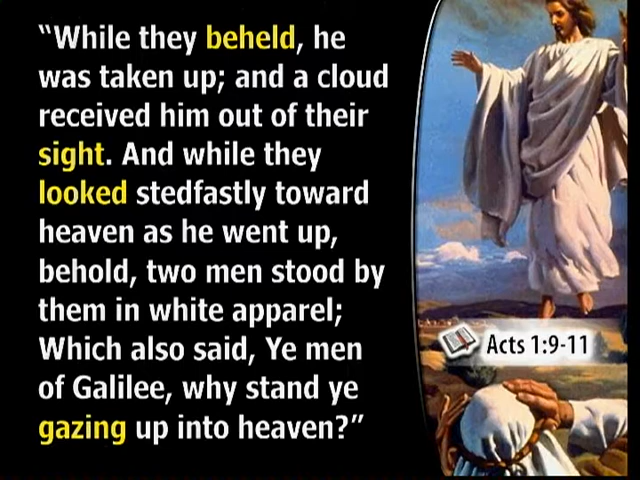 “While they beheld, he
was taken up; and a cloud
received him out of their
sight. And while they
looked stedfastly toward
heaven as he went up,
behold, two men stood by
them in white apparel;
Which also said, Ye men
of Galilee, why stand ye
gazing up into heaven?”
Acts 1:9-11